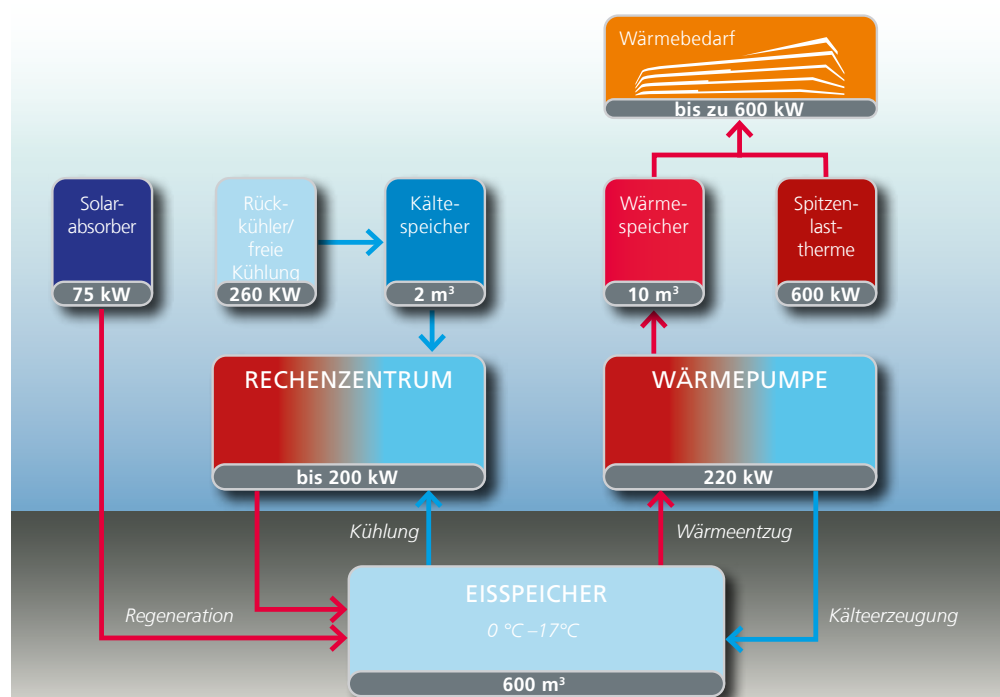 Wärmebedarf
bis zu 600 kW
Solar-
absorber
75 kW
Rück-
kühler/
freie
Kühlung
260 KW
Kälte-
speicher
2 m³
Wärme-
speicher
10 m³
Spitzen-
last-
therme
600 kW
RECHENZENTRUM
bis 200 kW
WÄRMEPUMPE
220 kW
Kühlung
Wärmeentzug
Regeneration
EISSPEICHER
0 °C –17°C
600 m³
Kälteerzeugung